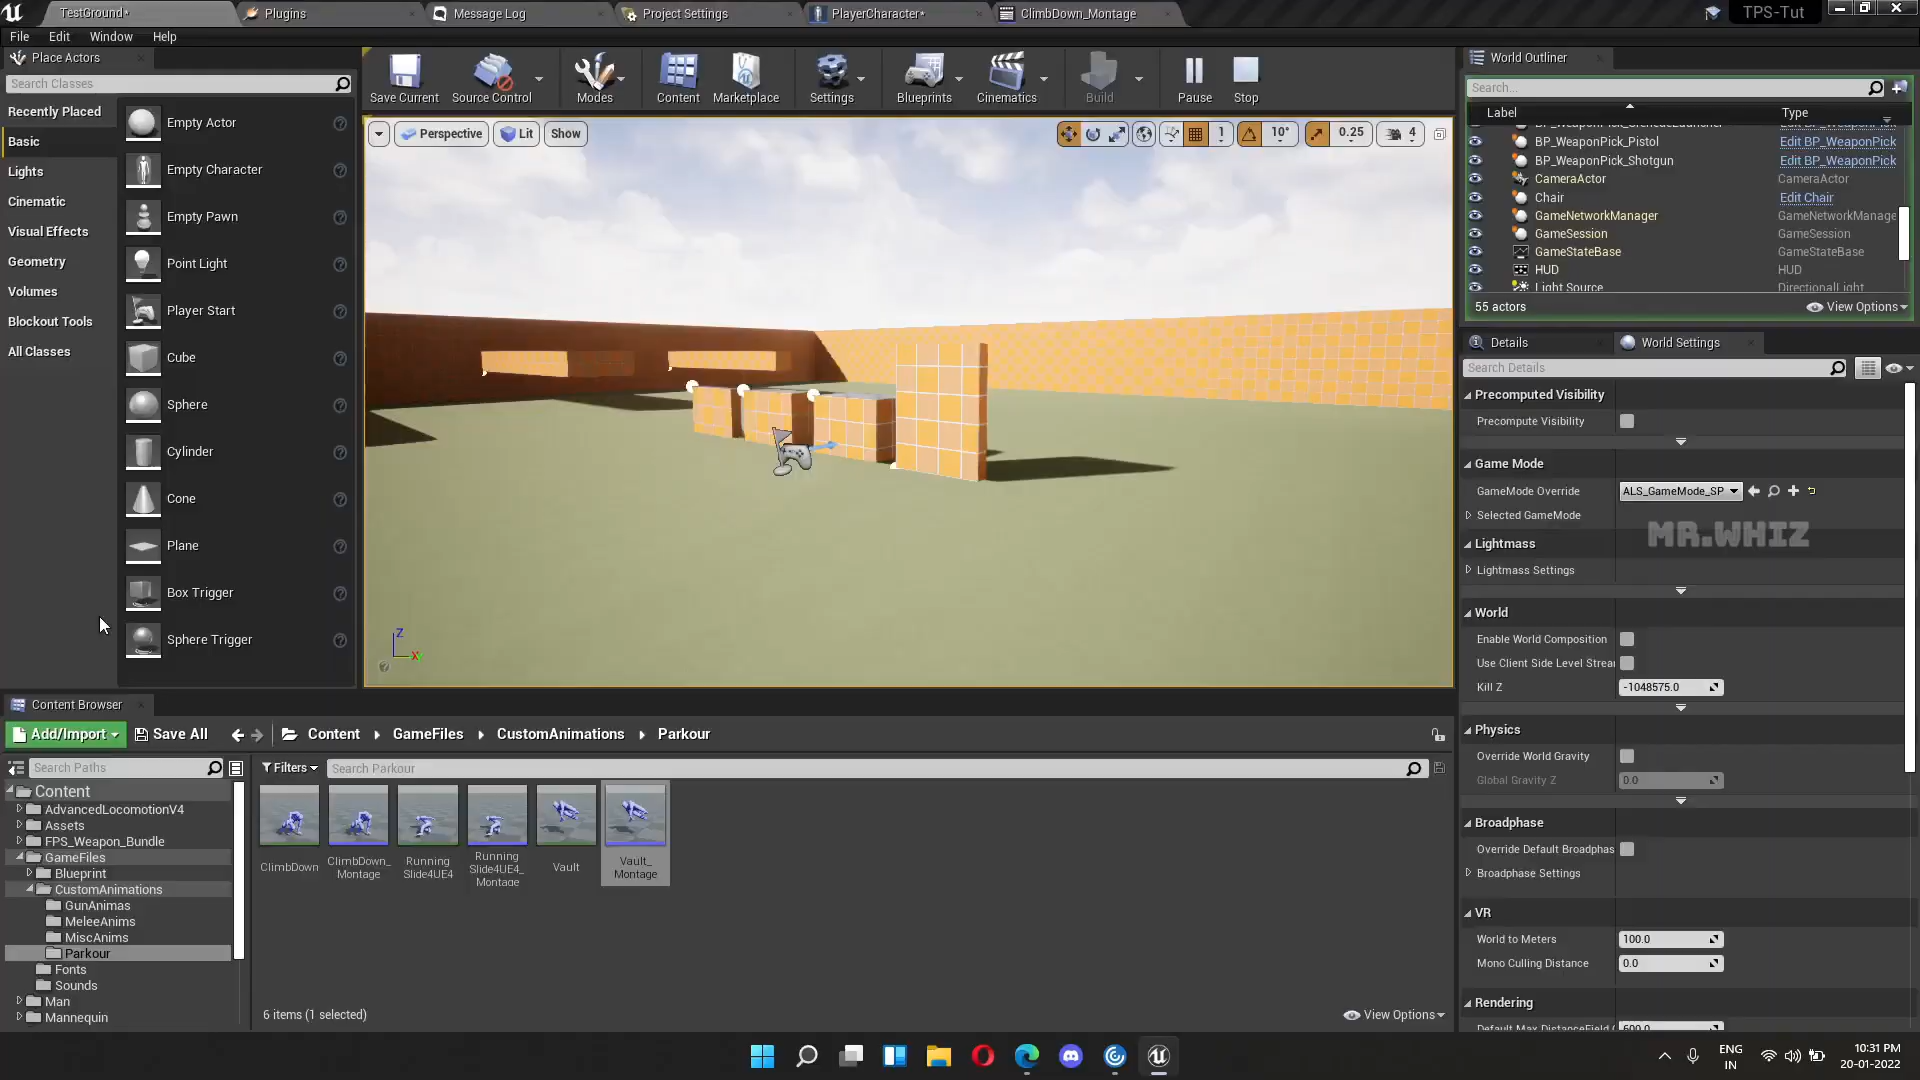 TestGround*
Plugins
Message Log
Project Settings
PlayerCharacter*
ClimbDown_Montage
TPS-Tut
File
Edit
Window
Help
Place Actors
Search Classes
Recently Placed
Basic
Lights
Cinematic
Visual Effects
Geometry
Volumes
Blockout Tools
All Classes
Empty Actor
Empty Character
Empty Pawn
Point Light
Player Start
Cube
Sphere
Cylinder
Cone
Plane
Box Trigger
Sphere Trigger
Save Current
Source Control
Modes
Content
Marketplace
Settings
Blueprints
Cinematics
Build
Pause
Stop
Perspective
Lit
Show
1
10°
0.25
4
Z
X
World Outliner
Search...
Label
Type
BP_WeaponPick_Pistol
Edit BP_WeaponPick
BP_WeaponPick_Shotgun
Edit BP_WeaponPick
CameraActor
CameraActor
Chair
Edit Chair
GameNetworkManager
GameNetworkManage
GameSession
GameSession
GameStateBase
GameStateBase
HUD
HUD
Light Source
DirectionalLight
55 actors
View Options
Details
World Settings
Search Details
Precomputed Visibility
Precompute Visibility
Game Mode
GameMode Override
ALS_GameMode_SP
Selected GameMode
MR.WHIZ
Lightmass
Lightmass Settings
World
Enable World Composition
Use Client Side Level Strea
Kill Z
-1048575.0
Physics
Override World Gravity
Global Gravity Z
0.0
Broadphase
Override Default Broadphas
Broadphase Settings
VR
World to Meters
100.0
Mono Culling Distance
0.0
Rendering
Default Max DistanceField
600.0
Content Browser
Add/Import
Save All
Content
GameFiles
CustomAnimations
Parkour
Search Paths
Filters
Search Parkour
Content
AdvancedLocomotionV4
Assets
FPS_Weapon_Bundle
GameFiles
Blueprint
CustomAnimations
GunAnimas
MeleeAnims
MiscAnims
Parkour
Fonts
Sounds
Man
Mannequin
ClimbDown
ClimbDown_
Montage
Running
Slide4UE4
Running
Slide4UE4_
Montage
Vault
Vault_
Montage
6 items (1 selected)
View Options
ENG
IN
10:31 PM
20-01-2022